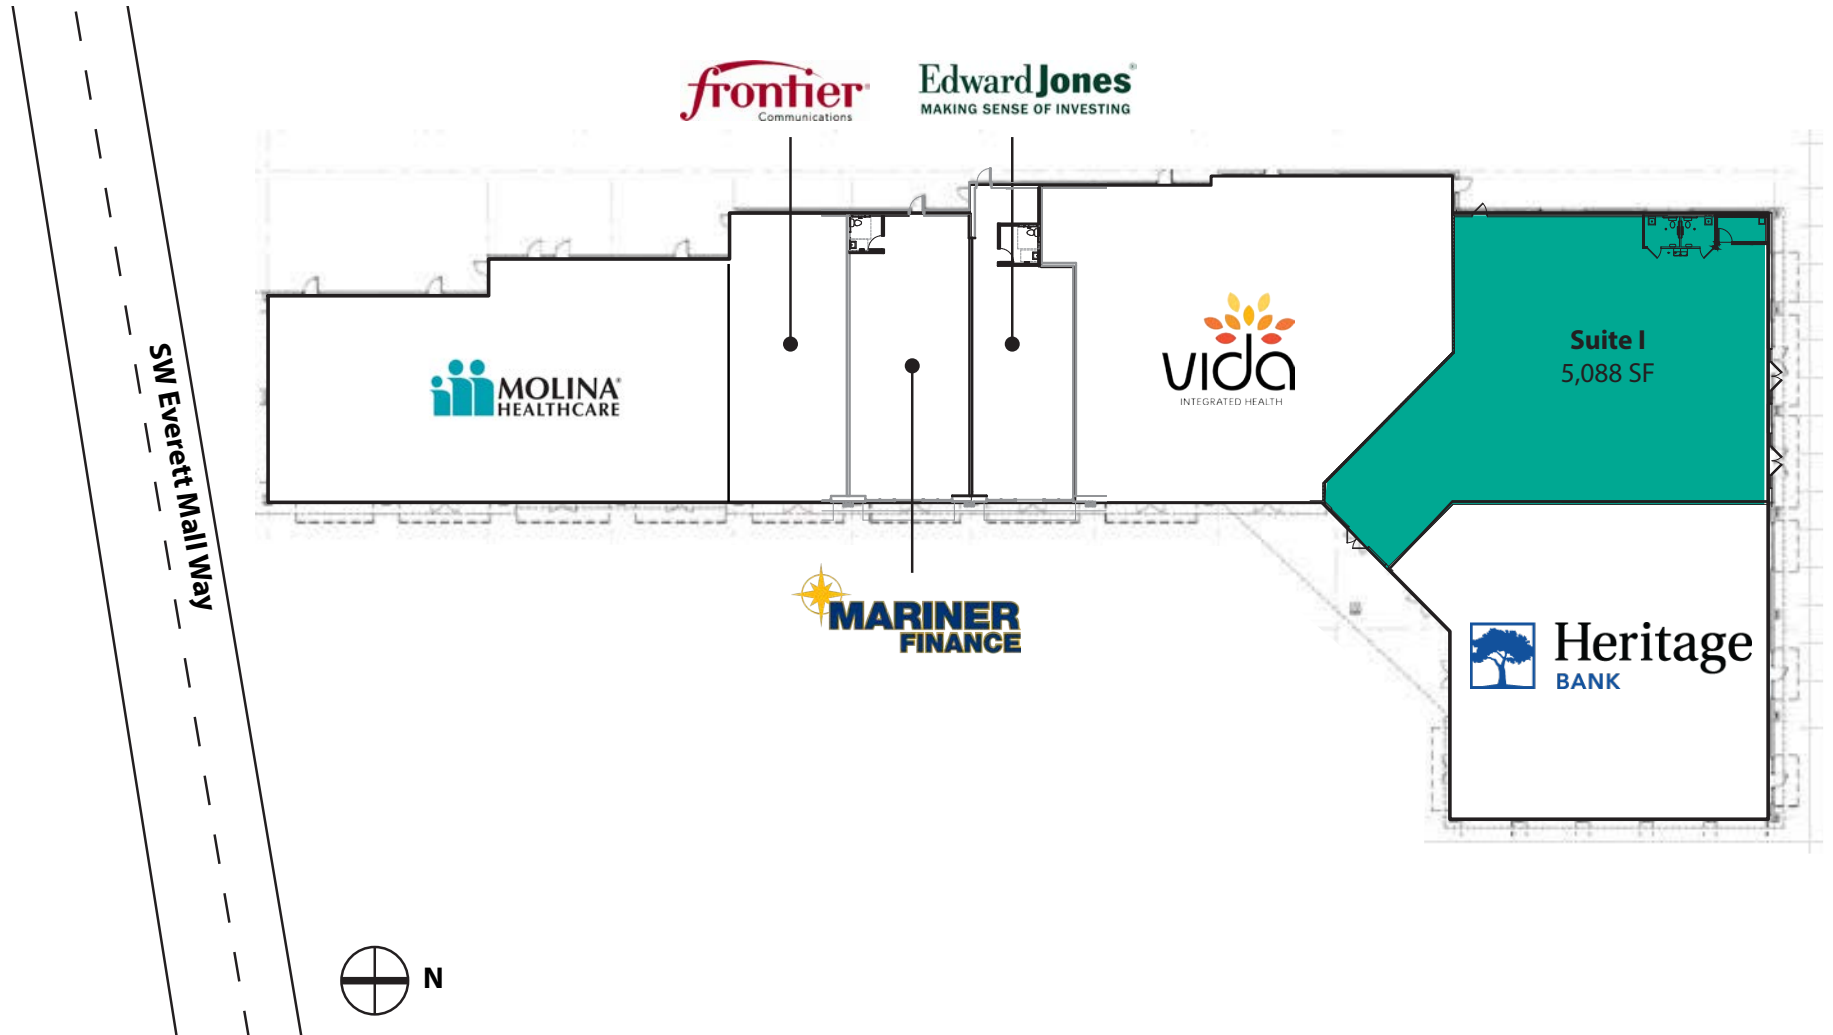 frontier
Communications
Edward Jones®
MAKING SENSE OF INVESTING
SW Everett Mall Way
MOLINA®
HEALTHCARE
vida
INTEGRATED HEALTH
Suite I
5,088 SF
MARINER
FINANCE
Heritage
BANK
N